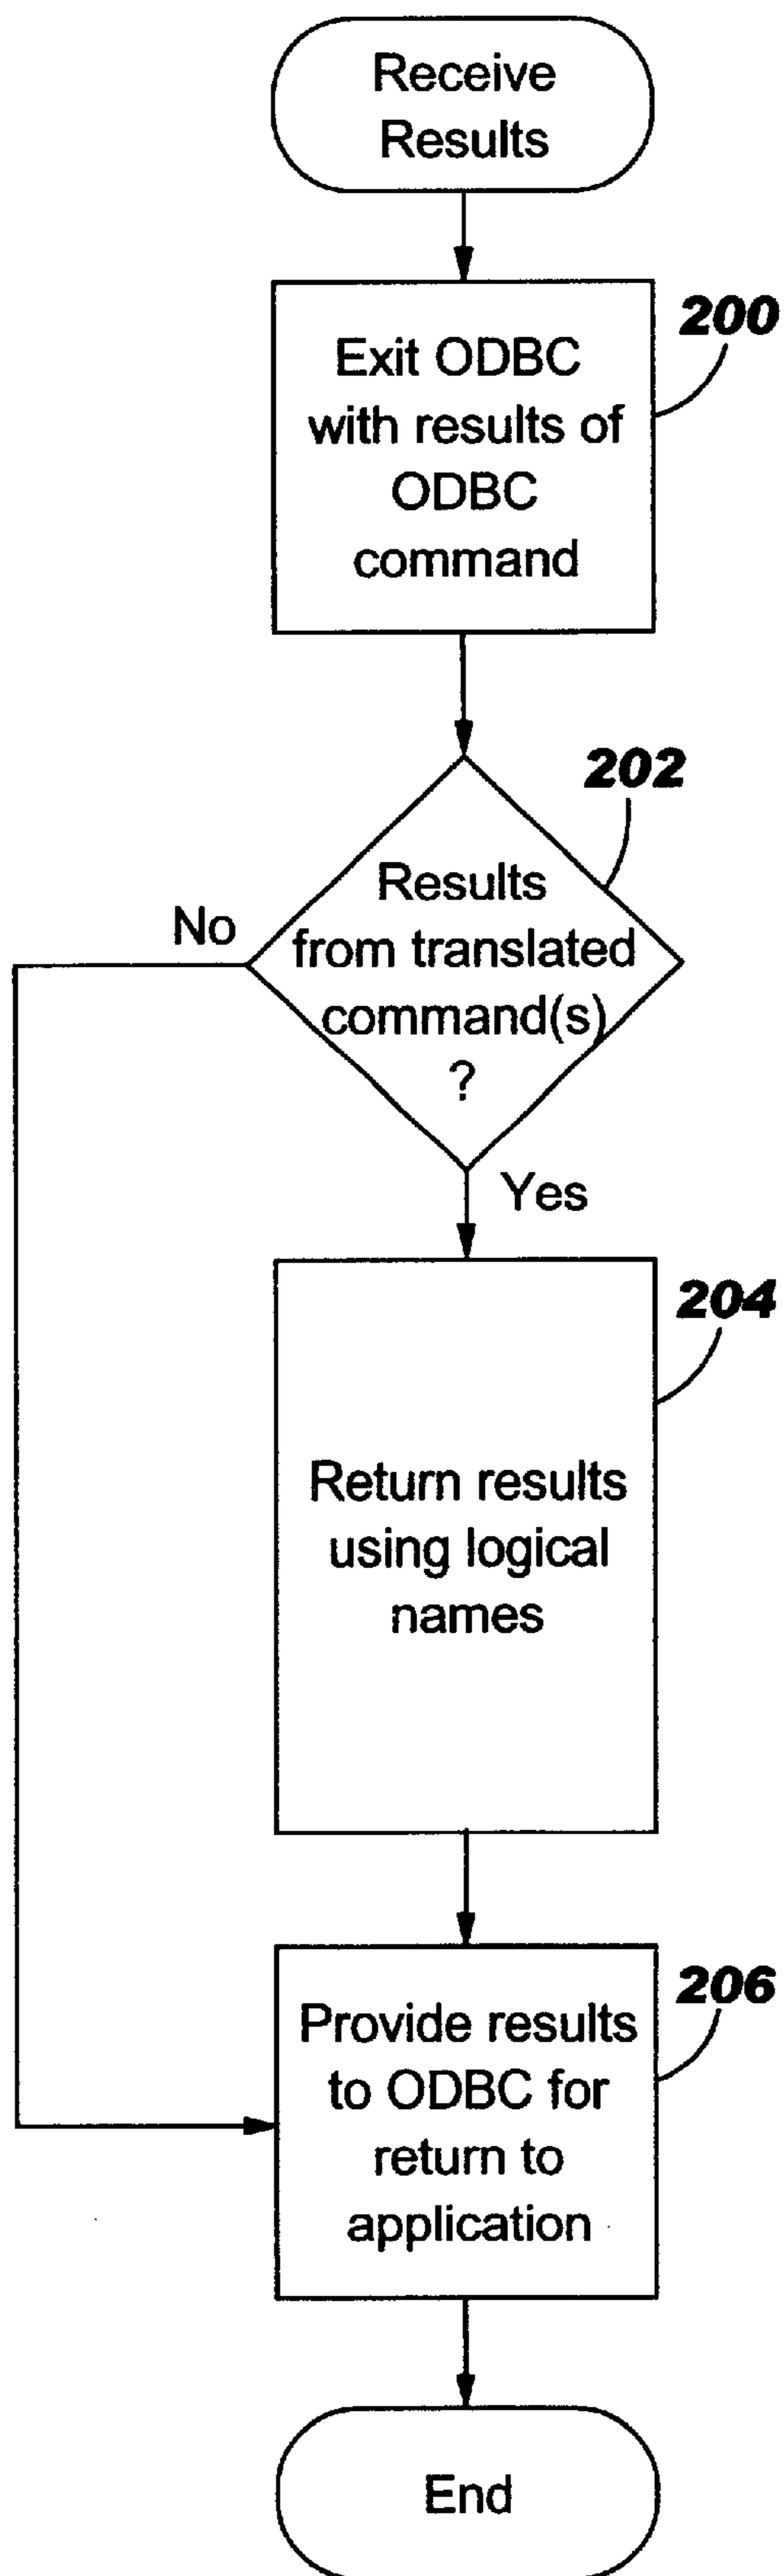 Receive
Results
200
Exit ODBC
with results of
ODBC
command
202
Results
from translated
command(s)
?
No
Yes
204
Return results
using logical
names
206
Provide results
to ODBC for
return to
application
End